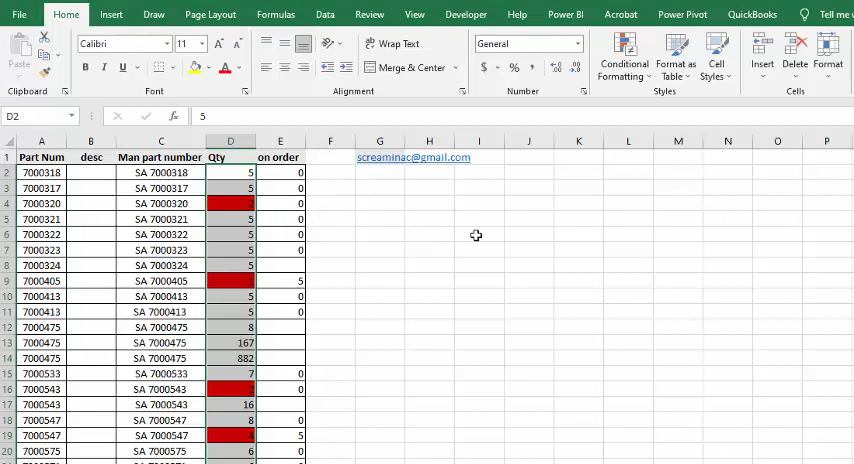 File Home Insert Draw Page Layout Formulas Data Review View Developer Help Power BI Acrobat Power Pivot QuickBooks Tell me
Paste
Calibri 11 A A
B I U A
ab Wrap Text
Merge & Center
General
$ % ,
Conditional Formatting
Format as Table
Cell Styles
Insert
Delete
Format
Clipboard Font Alignment Number Styles Cells
D2 fx 5
A B C D E F G H I J K L M N O P
1 Part Num desc Man part number Qty on order screaminac@gmail.com
2 7000318 SA 7000318 5 0
3 7000317 SA 7000317 5 0
4 7000320 SA 7000320 2 0
5 7000321 SA 7000321 5 0
6 7000322 SA 7000322 5 0
7 7000323 SA 7000323 5 0
8 7000324 SA 7000324 5
9 7000405 SA 7000405 1 5
10 7000413 SA 7000413 5 0
11 7000413 SA 7000413 5 0
12 7000475 SA 7000475 8
13 7000475 SA 7000475 167
14 7000475 SA 7000475 882
15 7000533 SA 7000533 7 0
16 7000543 SA 7000543 0
17 7000543 SA 7000543 16
18 7000547 SA 7000547 8 0
19 7000547 SA 7000547 4 5
20 7000575 SA 7000575 6 0